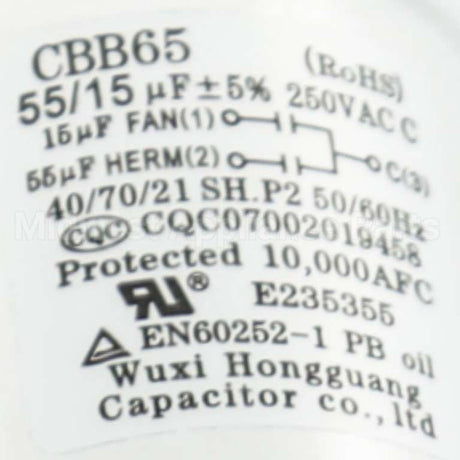 CBB65 (RoHS)
55/15 µF ±5% 250VAC C
15µF FAN(1)
55µF HERM(2) C(3)
40/70/21 SH.P2 50/60Hz
CQC CQC07002019458
Protected 10,000AFC
RU® E235355
EN60252-1 PB oil
Wuxi Hongguang
Capacitor co.,ltd